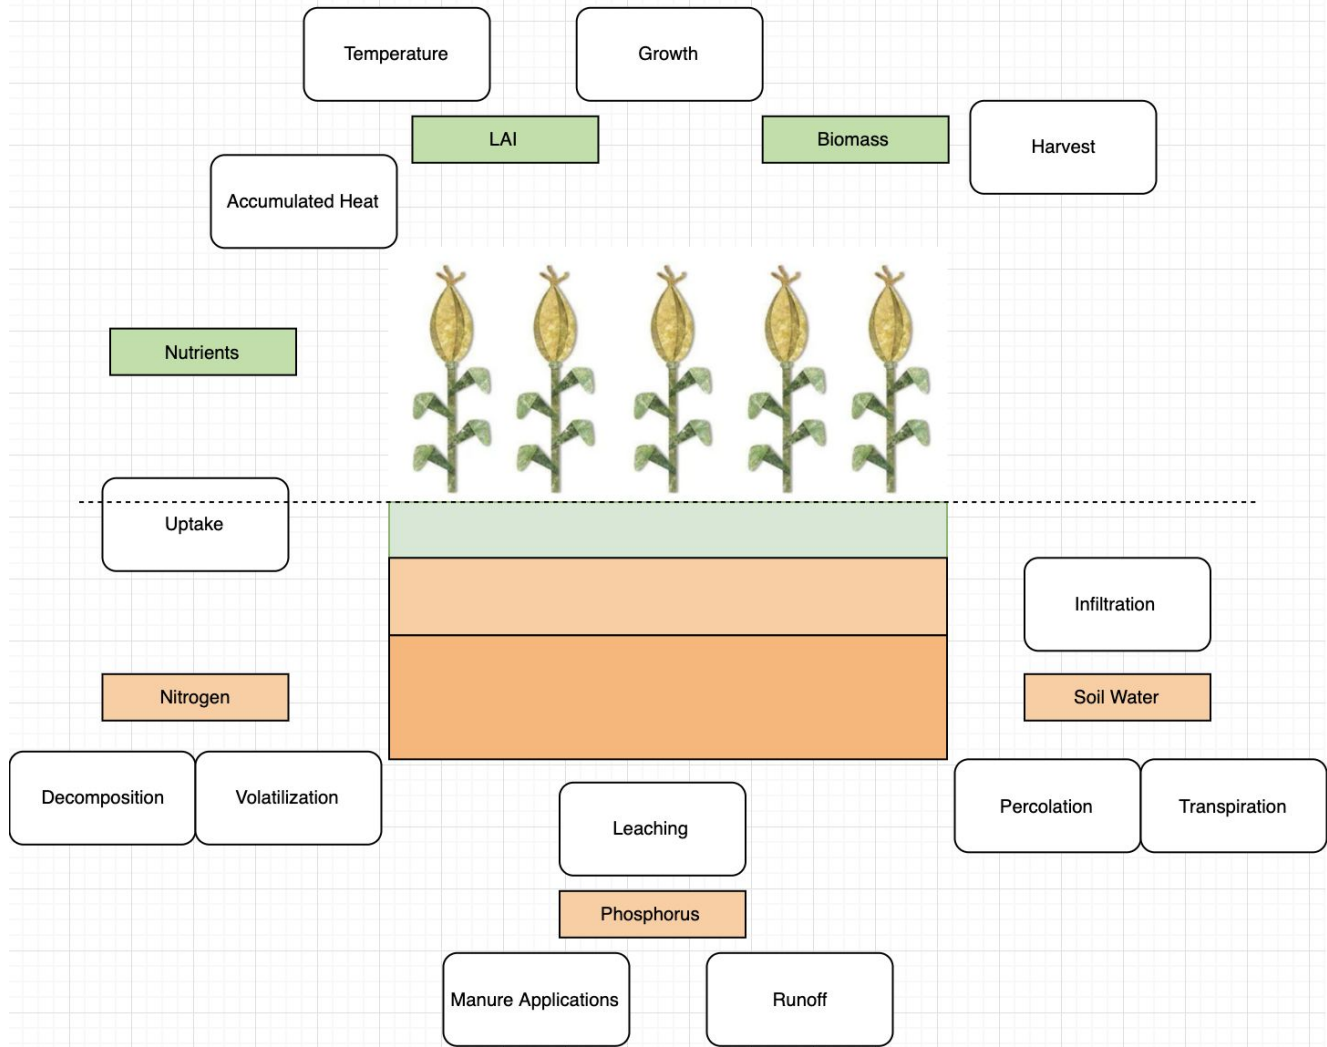 Temperature
Growth
LAI
Biomass
Harvest
Accumulated Heat
Nutrients
Uptake
Infiltration
Nitrogen
Soil Water
Decomposition
Volatilization
Percolation
Transpiration
Leaching
Phosphorus
Manure Applications
Runoff